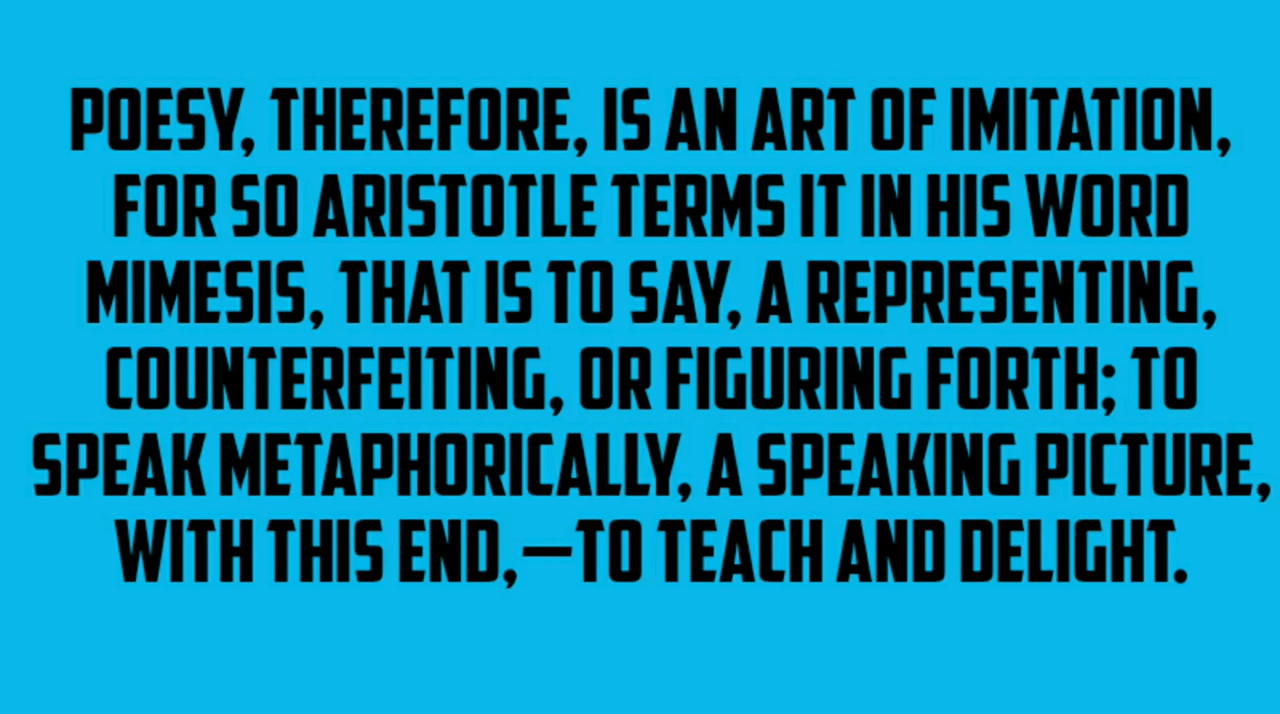 POESY, THEREFORE, IS AN ART OF IMITATION,
FOR SO ARISTOTLE TERMS IT IN HIS WORD
MIMESIS, THAT IS TO SAY, A REPRESENTING,
COUNTERFEITING, OR FIGURING FORTH; TO
SPEAK METAPHORICALLY, A SPEAKING PICTURE,
WITH THIS END,—TO TEACH AND DELIGHT.